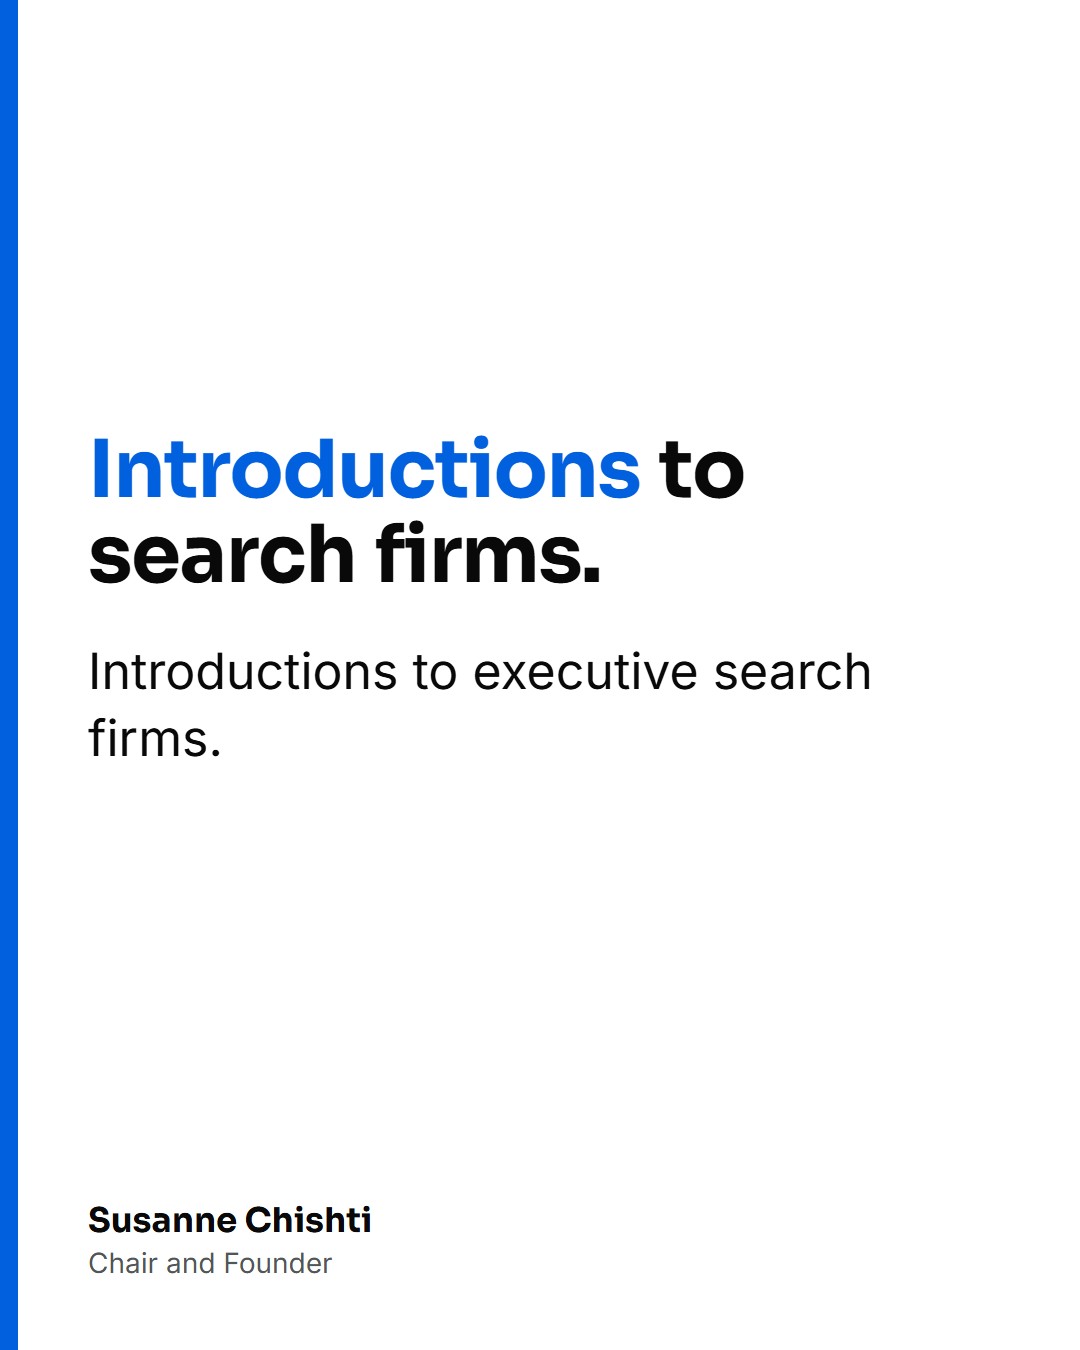 Introductions to
search firms.
Introductions to executive search
firms.
Susanne Chishti
Chair and Founder